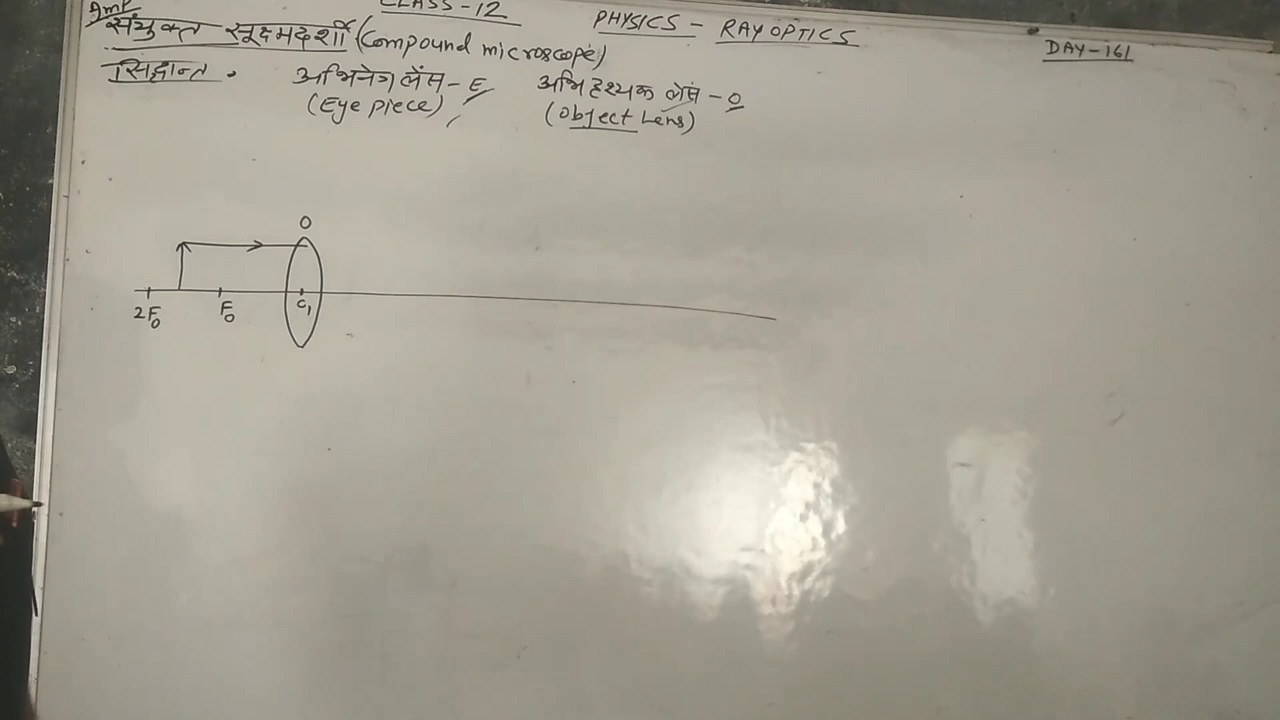 CLASS-12
PHYSICS - RAY OPTICS
DAY-161
Imp
संयुक्त सूक्ष्मदर्शी (Compound microscope)
सिद्धान्त.
अभिनेत्र लेंस - E
(Eye piece)
अभिदृश्यक लेंस - O
(Object Lens)
O
2F₀
F₀
C₁